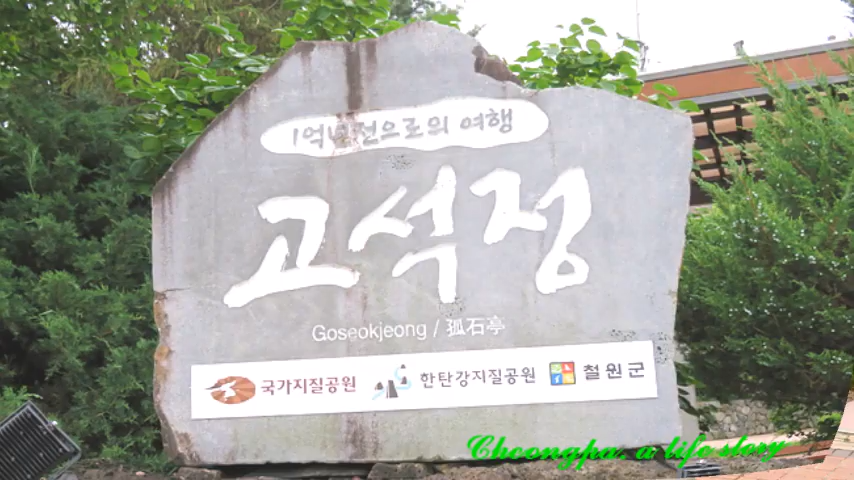 1억년전으로의 여행
고석정
Goseokjeong / 孤石亭
국가지질공원 한탄강지질공원 철원군
Cheongpa, a life story